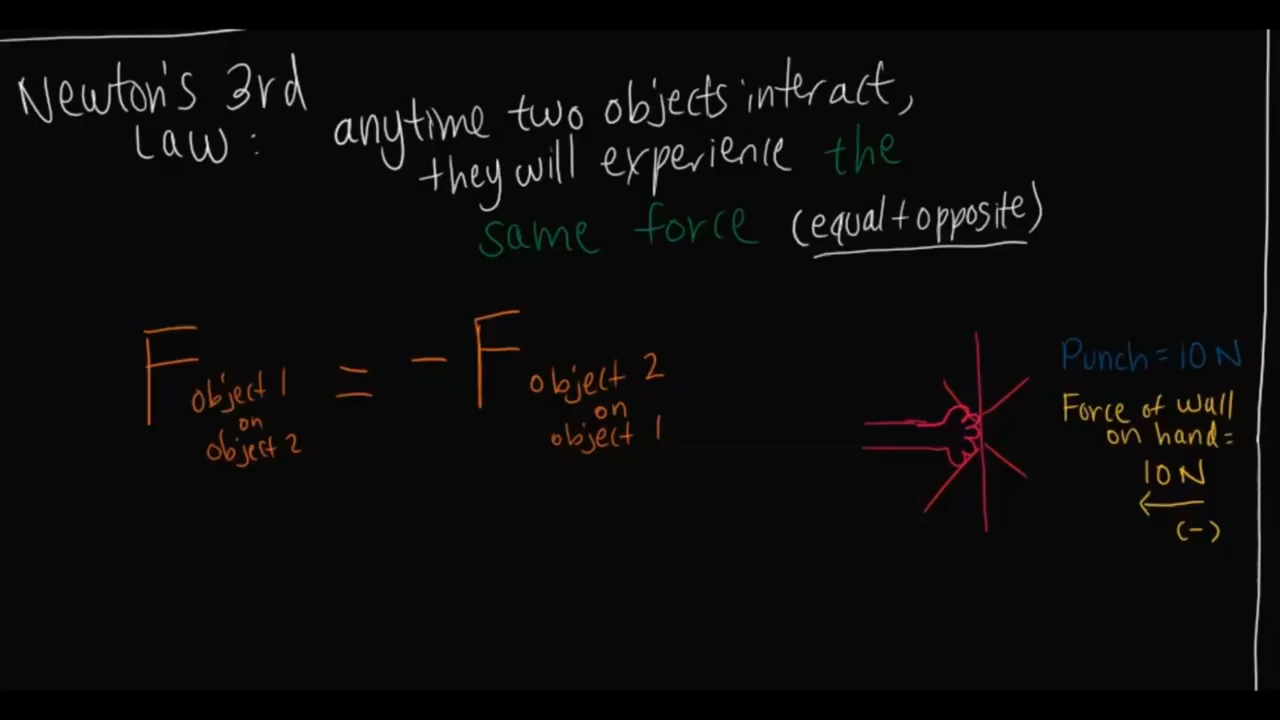 Newton's 3rd
Law:
anytime two objects interact,
they will experience the
same force (equal + opposite)
F object 1 on object 2 = - F object 2 on object 1
Punch = 10 N
Force of wall
on hand =
10 N
(-)